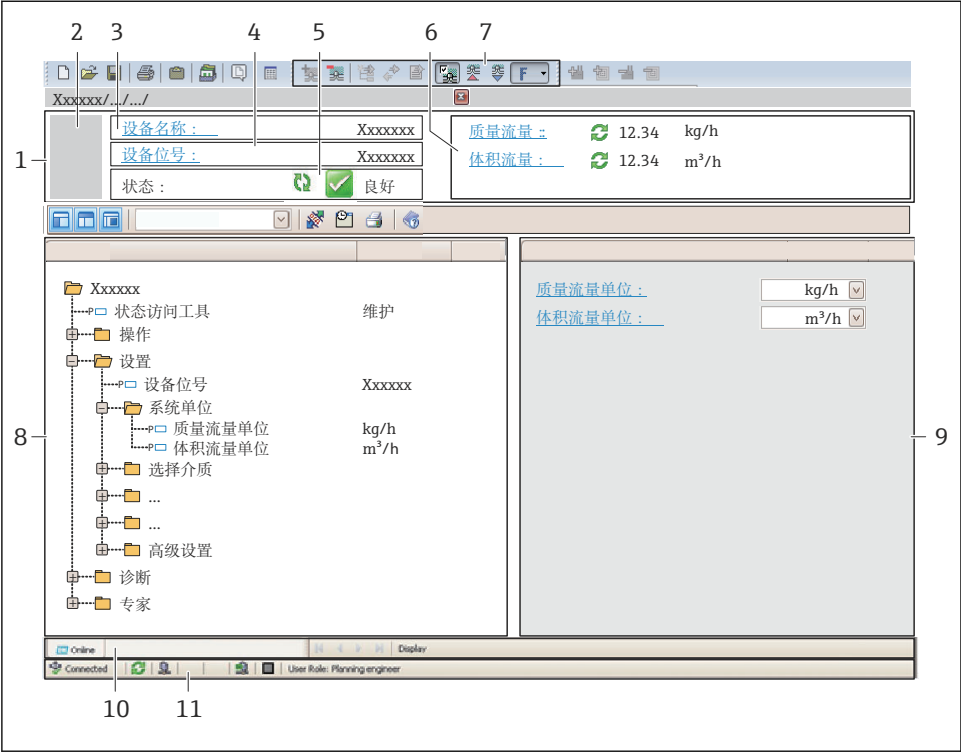 2 3 4 5 6 7
F
Xxxxxx/.../.../
1
设备名称： Xxxxxxx
设备位号： Xxxxxxx
状态： 良好
质量流量：: 12.34 kg/h
体积流量： 12.34 m³/h
Xxxxxx
P 状态访问工具 维护
操作
设置
P 设备位号 Xxxxxx
系统单位
P 质量流量单位 kg/h
P 体积流量单位 m³/h
选择介质
...
...
高级设置
诊断
专家
8
质量流量单位： kg/h
体积流量单位： m³/h
9
Online Display
Connected User Role: Planning engineer
10 11